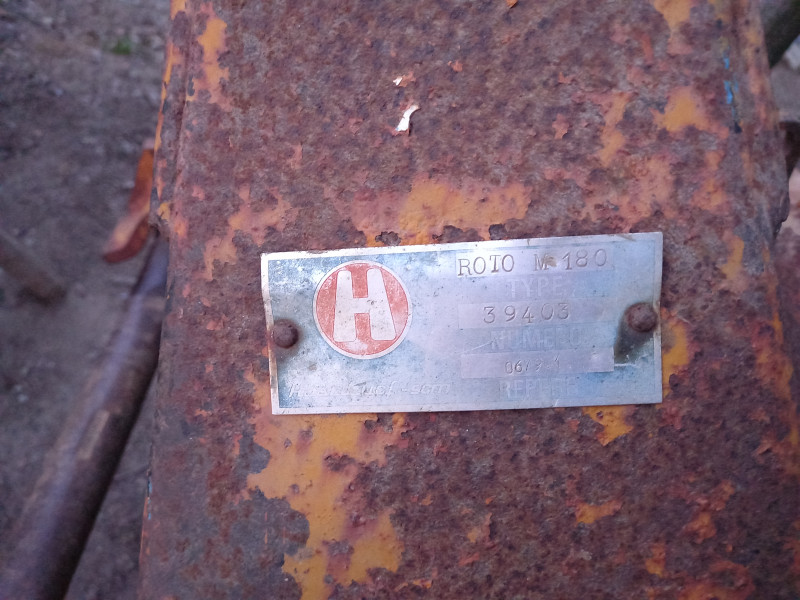 H
ROTO M 180
TYPE
39403
NUMERO
REPERE